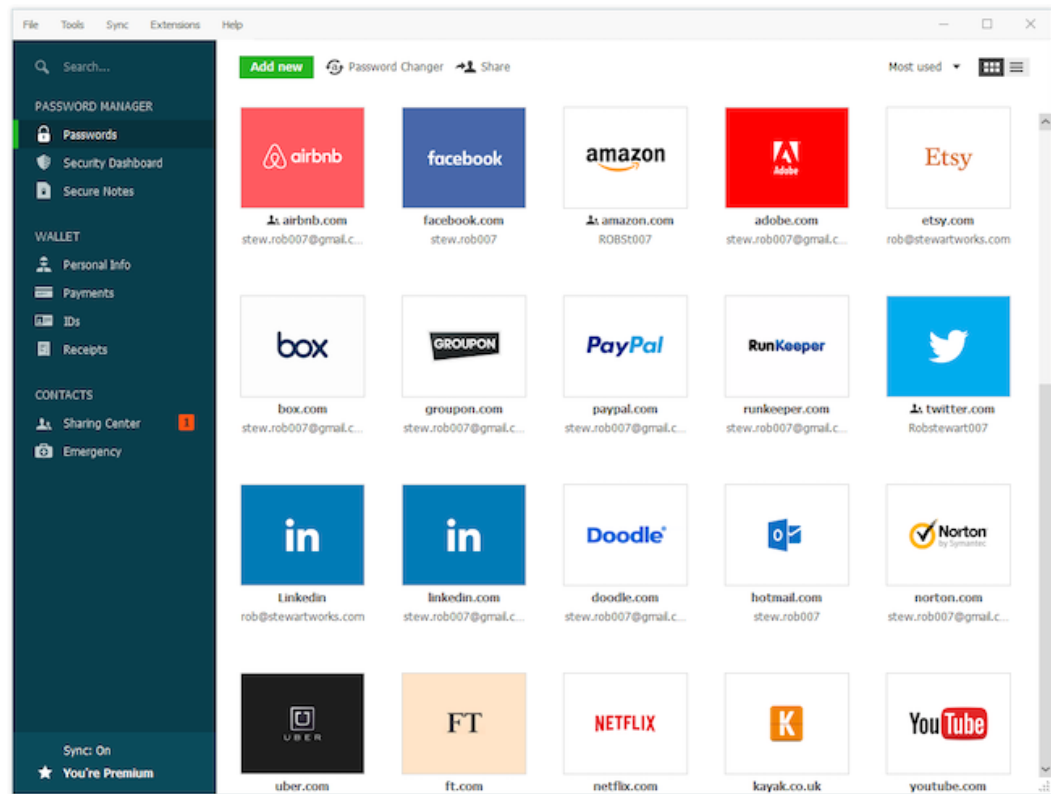 File Tools Sync Extensions Help
Search...
PASSWORD MANAGER
Passwords
Security Dashboard
Secure Notes
WALLET
Personal Info
Payments
IDs
Receipts
CONTACTS
Sharing Center 1
Emergency
Sync: On
You're Premium
Add new Password Changer Share Most used
airbnb facebook amazon Adobe Etsy
airbnb.com facebook.com amazon.com adobe.com etsy.com
stew.rob007@gmail.c... stew.rob007 ROBSt007 stew.rob007@gmail.c... rob@stewartworks.com
box GROUPON PayPal RunKeeper
box.com groupon.com paypal.com runkeeper.com twitter.com
stew.rob007@gmail.c... stew.rob007@gmail.c... stew.rob007@gmail.c... stew.rob007@gmail.c... Robstewart007
in in Doodle O Norton
by Symantec
Linkedin linkedin.com doodle.com hotmail.com norton.com
rob@stewartworks.com stew.rob007@gmail.c... stew.rob007@gmail.c... stew.rob007 stew.rob007@gmail.c...
UBER FT NETFLIX K YouTube
uber.com ft.com netflix.com kayak.co.uk youtube.com